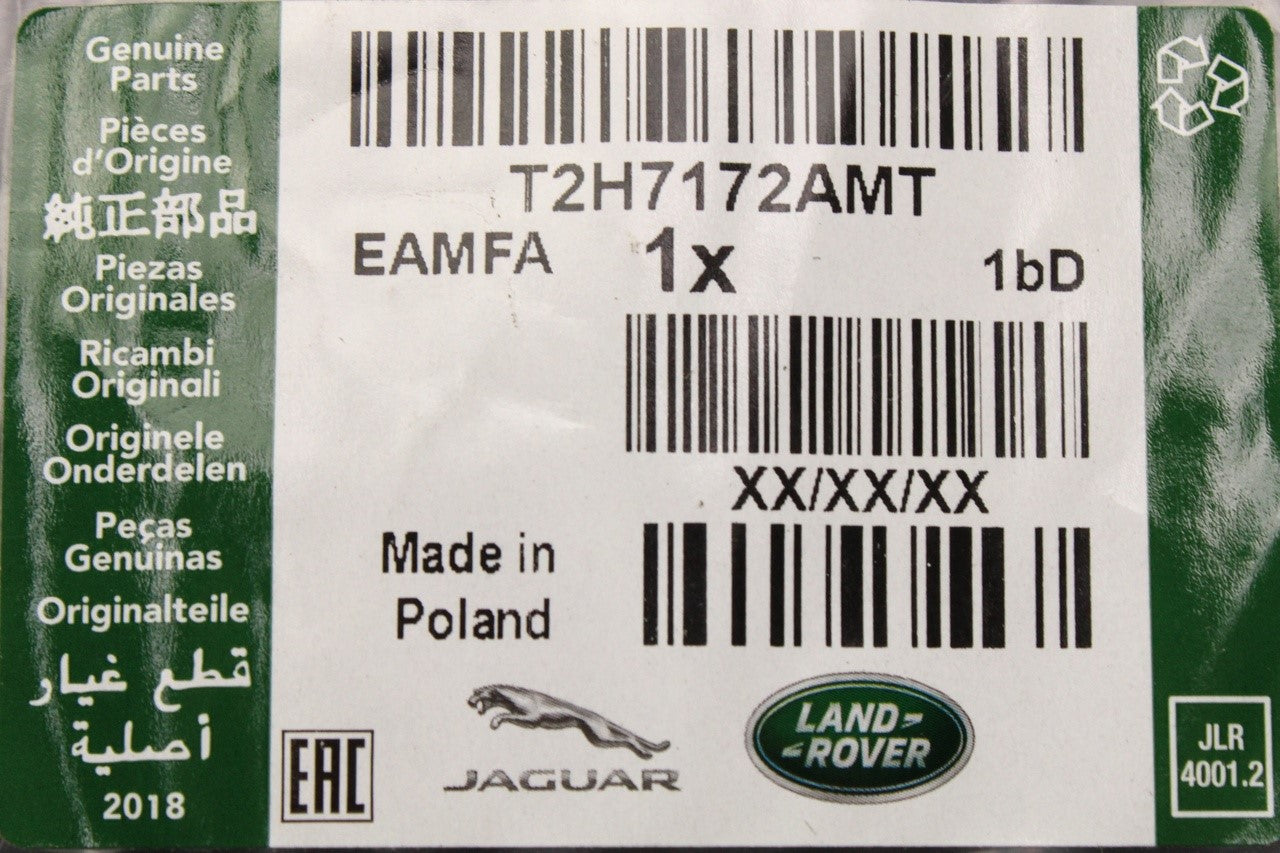 Genuine
Parts
Pièces
d'Origine
純正部品
Piezas
Originales
Ricambi
Originali
Originele
Onderdelen
Peças
Genuinas
Originalteile
قطع غيار
أصلية
2018
T2H7172AMT
EAMFA 1x 1bD
XX/XX/XX
Made in
Poland
EAC
JAGUAR
LAND-
-ROVER
JLR
4001.2